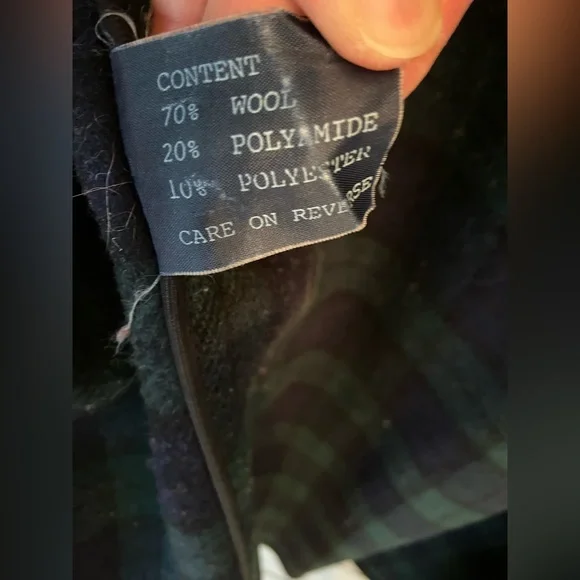 CONTENT
70% WOOL
20% POLYAMIDE
10% POLYESTER
CARE ON REVERSE